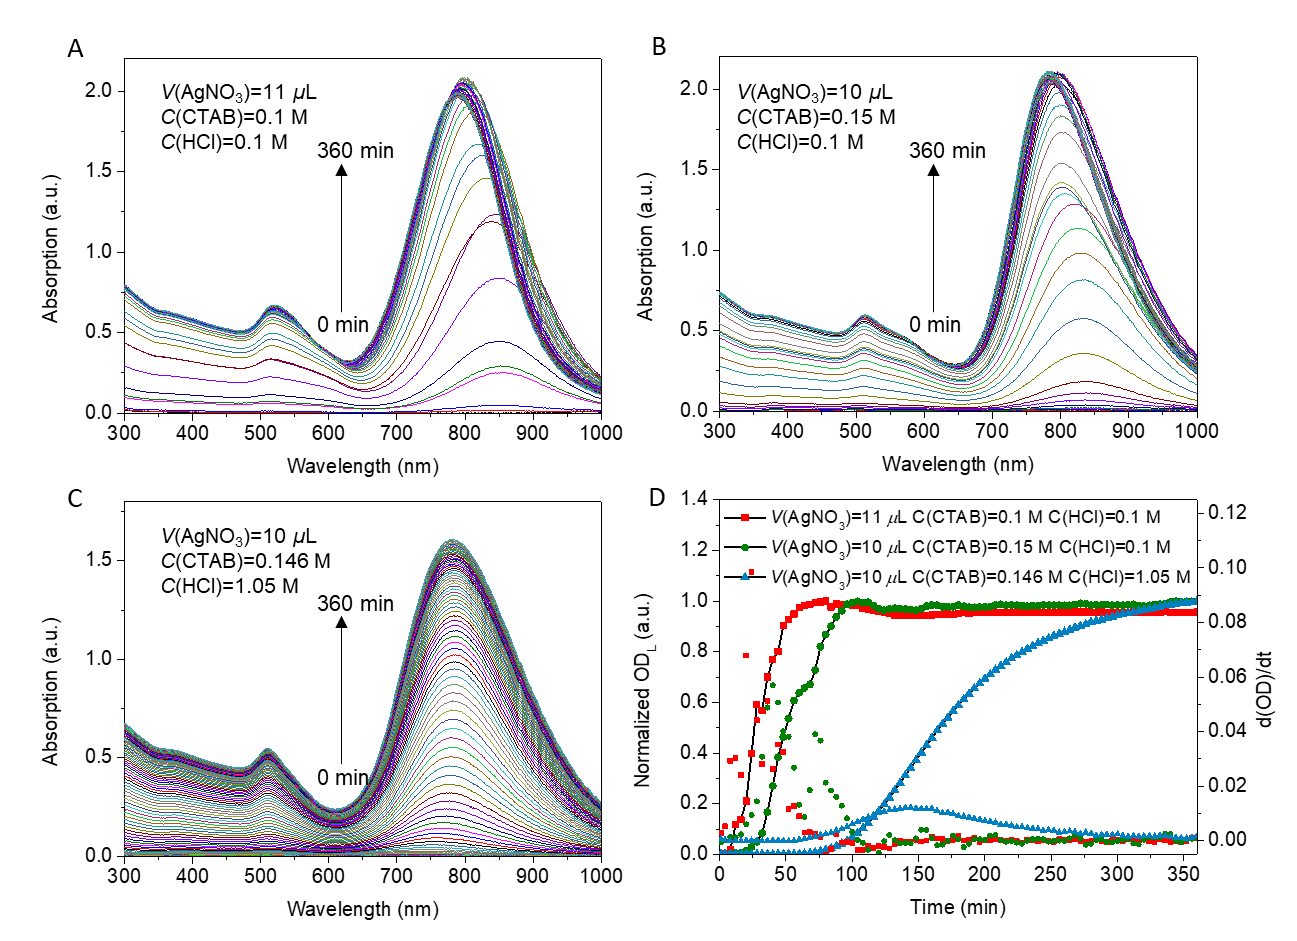 A
V(AgNO3)=11 µL
C(CTAB)=0.1 M
C(HCl)=0.1 M
360 min
0 min
2.0
1.5
1.0
0.5
0.0
300 400 500 600 700 800 900 1000
Absorption (a.u.)
Wavelength (nm)
B
V(AgNO3)=10 µL
C(CTAB)=0.15 M
C(HCl)=0.1 M
360 min
0 min
2.0
1.5
1.0
0.5
0.0
300 400 500 600 700 800 900 1000
Absorption (a.u.)
Wavelength (nm)
C
V(AgNO3)=10 µL
C(CTAB)=0.146 M
C(HCl)=1.05 M
360 min
0 min
1.5
1.0
0.5
0.0
300 400 500 600 700 800 900 1000
Absorption (a.u.)
Wavelength (nm)
D
V(AgNO3)=11 µL C(CTAB)=0.1 M C(HCl)=0.1 M
V(AgNO3)=10 µL C(CTAB)=0.15 M C(HCl)=0.1 M
V(AgNO3)=10 µL C(CTAB)=0.146 M C(HCl)=1.05 M
1.4
1.2
1.0
0.8
0.6
0.4
0.2
0.0
0.12
0.10
0.08
0.06
0.04
0.02
0.00
0 50 100 150 200 250 300 350
Normalized ODL (a.u.)
d(OD)/dt
Time (min)